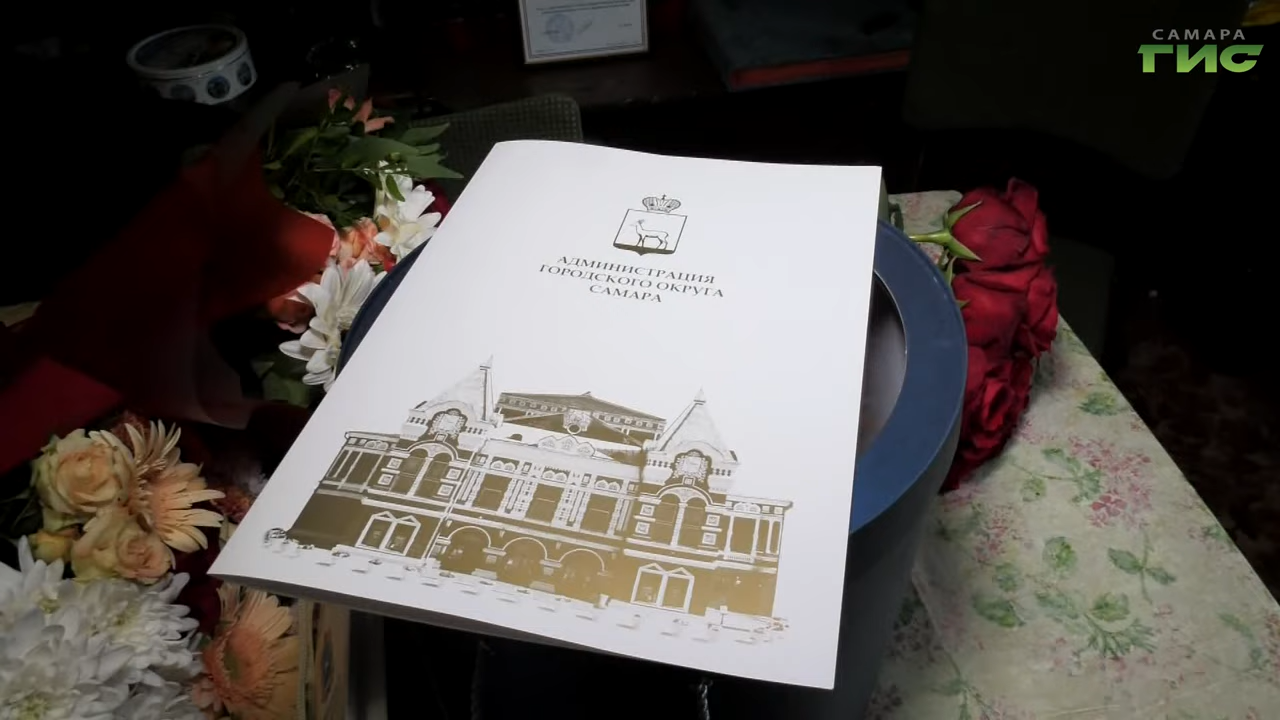 САМАРА
ГИС
АДМИНИСТРАЦИЯ
ГОРОДСКОГО ОКРУГА
САМАРА